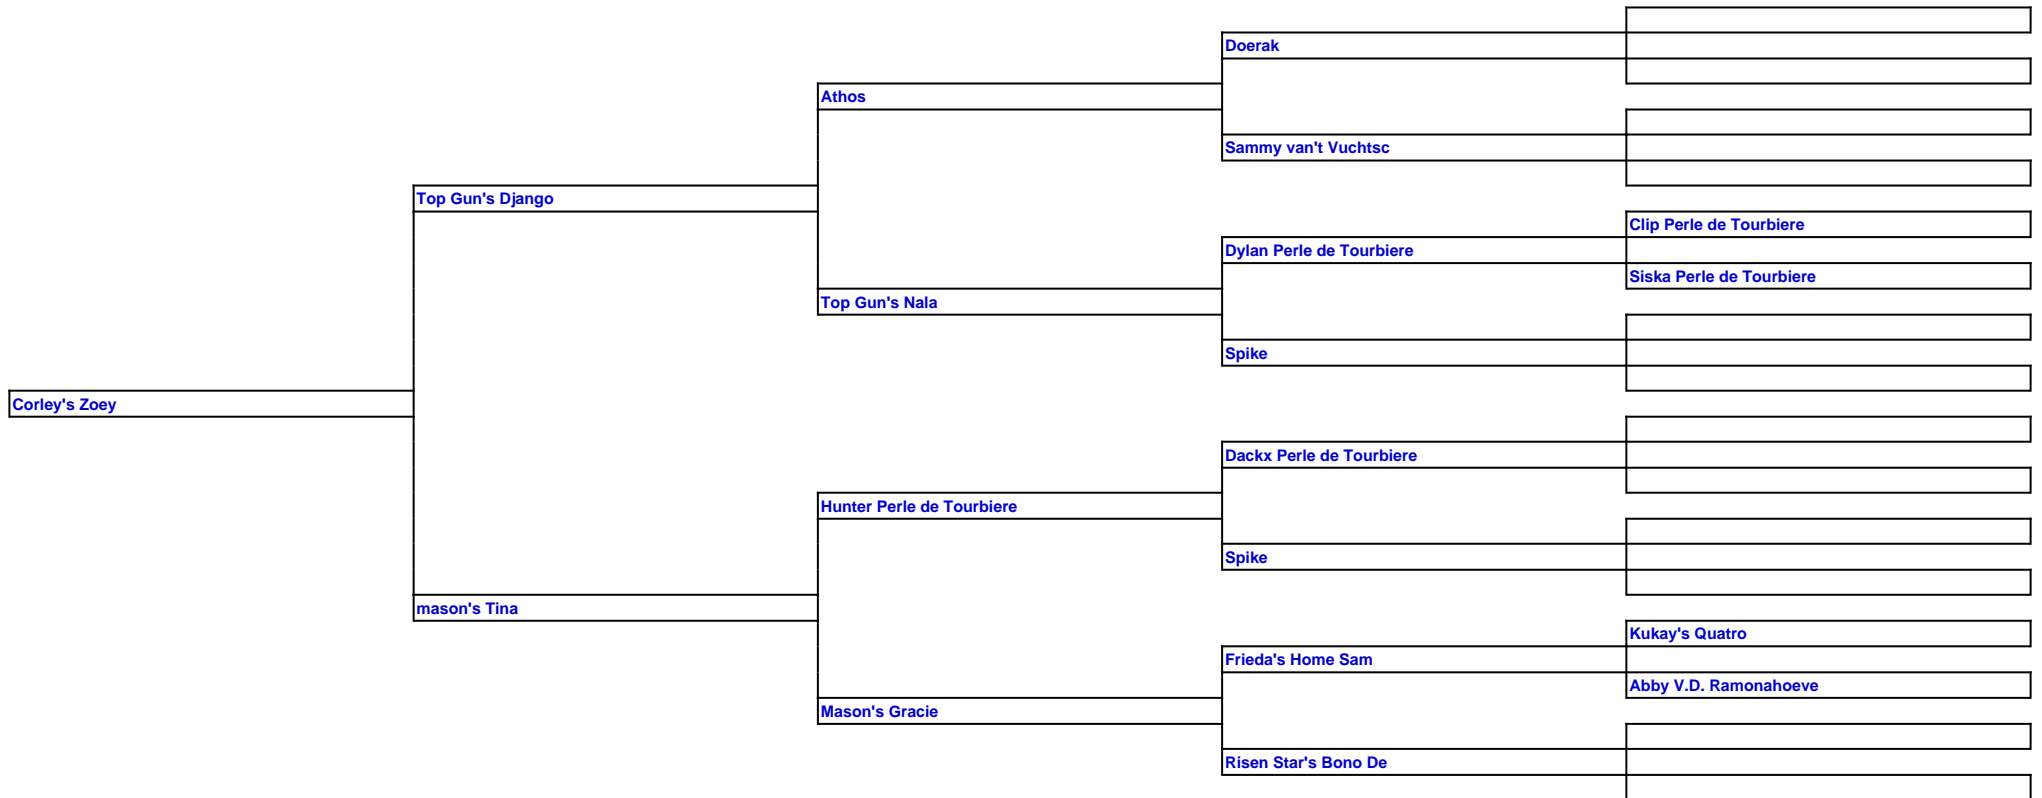 Doerak
Athos
Sammy van't Vuchtsc
Top Gun's Django
Clip Perle de Tourbiere
Dylan Perle de Tourbiere
Siska Perle de Tourbiere
Top Gun's Nala
Spike
Corley's Zoey
Dackx Perle de Tourbiere
Hunter Perle de Tourbiere
Spike
mason's Tina
Kukay's Quatro
Frieda's Home Sam
Abby V.D. Ramonahoeve
Mason's Gracie
Risen Star's Bono De